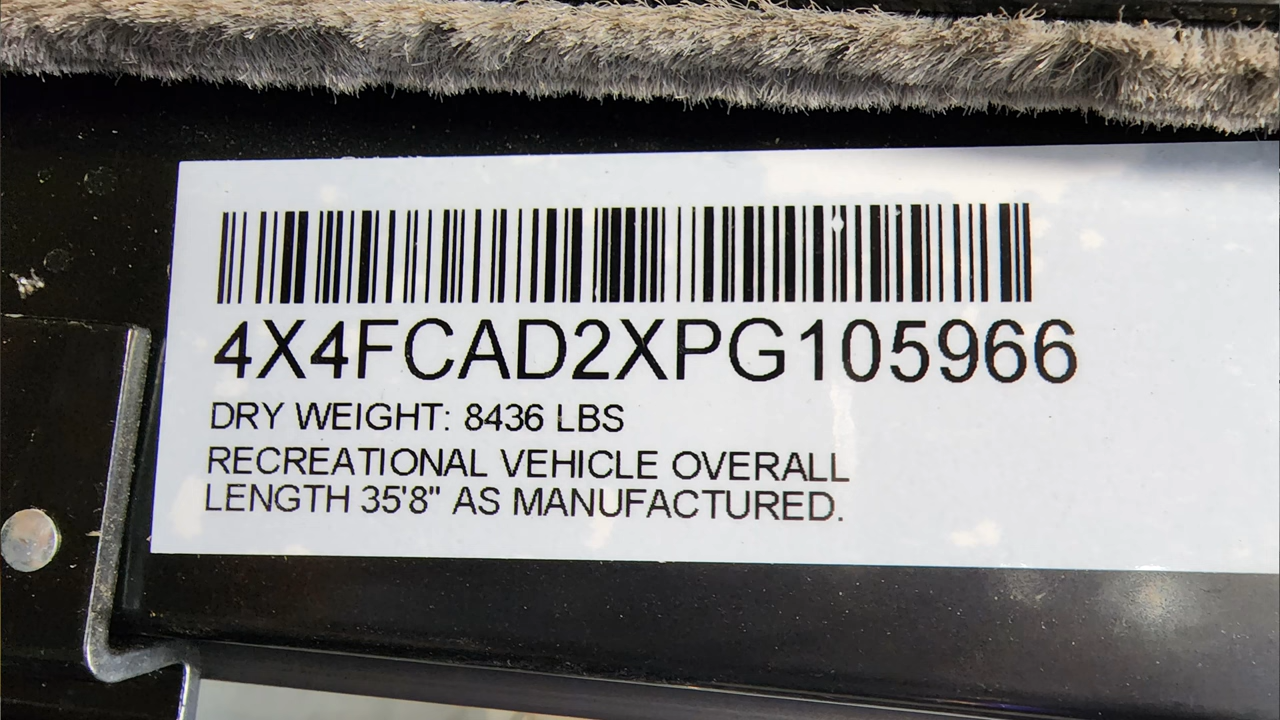 4X4FCAD2XPG105966
DRY WEIGHT: 8436 LBS
RECREATIONAL VEHICLE OVERALL
LENGTH 35'8" AS MANUFACTURED.